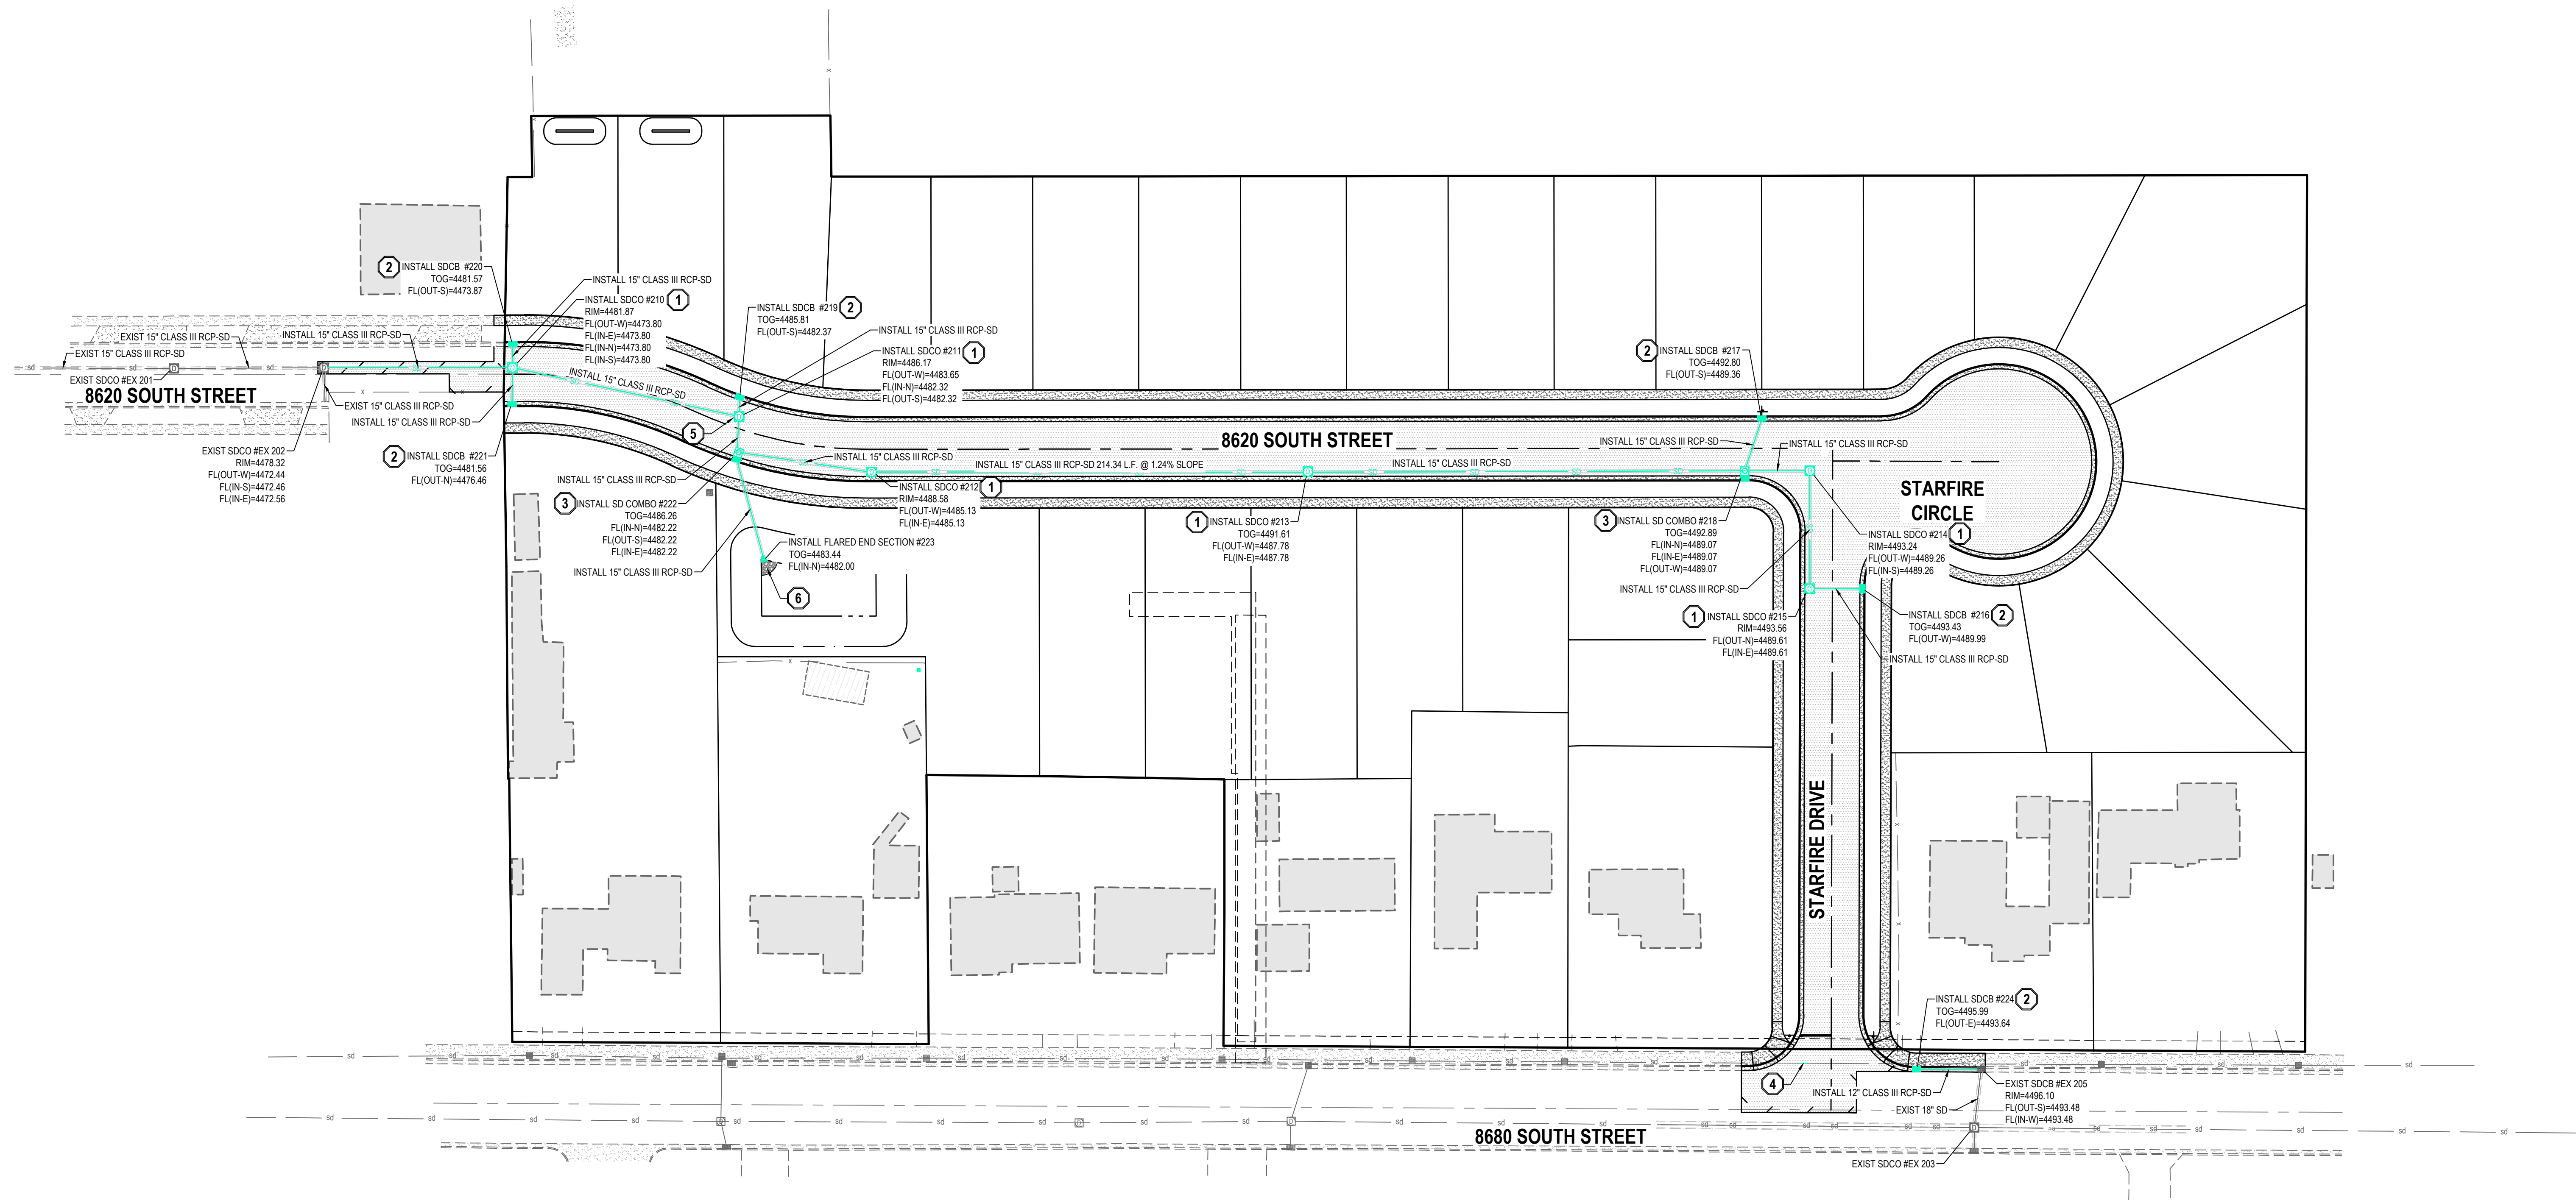 2
INSTALL SDCB #220
TOG=4481.57
FL(OUT-S)=4473.87
INSTALL 15" CLASS III RCP-SD
INSTALL SDCO #210
1
RIM=4481.87
FL(OUT-W)=4473.80
FL(IN-E)=4473.80
FL(IN-N)=4473.80
FL(IN-S)=4473.80
EXIST 15" CLASS III RCP-SD
INSTALL 15" CLASS III RCP-SD
EXIST 15" CLASS III RCP-SD
EXIST SDCO #EX 201
8620 SOUTH STREET
EXIST 15" CLASS III RCP-SD
INSTALL 15" CLASS III RCP-SD
EXIST SDCO #EX 202
RIM=4478.32
FL(OUT-W)=4472.44
FL(IN-S)=4472.46
FL(IN-E)=4472.56
2
INSTALL SDCB #221
TOG=4481.56
FL(OUT-N)=4476.46
INSTALL 15" CLASS III RCP-SD
INSTALL SDCB #219
2
TOG=4485.81
FL(OUT-S)=4482.37
INSTALL 15" CLASS III RCP-SD
INSTALL SDCO #211
1
RIM=4486.17
FL(OUT-W)=4483.65
FL(IN-N)=4482.32
FL(OUT-S)=4482.32
5
INSTALL 15" CLASS III RCP-SD
INSTALL 15" CLASS III RCP-SD
3
INSTALL SD COMBO #222
TOG=4486.26
FL(IN-N)=4482.22
FL(OUT-S)=4482.22
FL(IN-E)=4482.22
INSTALL 15" CLASS III RCP-SD
INSTALL SDCO #212
1
RIM=4488.58
FL(OUT-W)=4485.13
FL(IN-E)=4485.13
INSTALL FLARED END SECTION #223
TOG=4483.44
FL(IN-N)=4482.00
6
8620 SOUTH STREET
INSTALL 15" CLASS III RCP-SD 214.34 L.F. @ 1.24% SLOPE
INSTALL 15" CLASS III RCP-SD
1
INSTALL SDCO #213
TOG=4491.61
FL(OUT-W)=4487.78
FL(IN-E)=4487.78
2
INSTALL SDCB #217
TOG=4492.80
FL(OUT-S)=4489.36
INSTALL 15" CLASS III RCP-SD
INSTALL 15" CLASS III RCP-SD
STARFIRE
CIRCLE
3
INSTALL SD COMBO #218
TOG=4492.89
FL(IN-N)=4489.07
FL(IN-E)=4489.07
FL(OUT-W)=4489.07
INSTALL SDCO #214
1
RIM=4493.24
FL(OUT-W)=4489.26
FL(IN-S)=4489.26
INSTALL 15" CLASS III RCP-SD
1
INSTALL SDCO #215
RIM=4493.56
FL(OUT-N)=4489.61
FL(IN-E)=4489.61
INSTALL SDCB #216
2
TOG=4493.43
FL(OUT-W)=4489.99
INSTALL 15" CLASS III RCP-SD
STARFIRE DRIVE
INSTALL SDCB #224
2
TOG=4495.99
FL(OUT-E)=4493.64
4
INSTALL 12" CLASS III RCP-SD
EXIST 18" SD
EXIST SDCB #EX 205
RIM=4496.10
FL(OUT-S)=4493.48
FL(IN-W)=4493.48
8680 SOUTH STREET
EXIST SDCO #EX 203